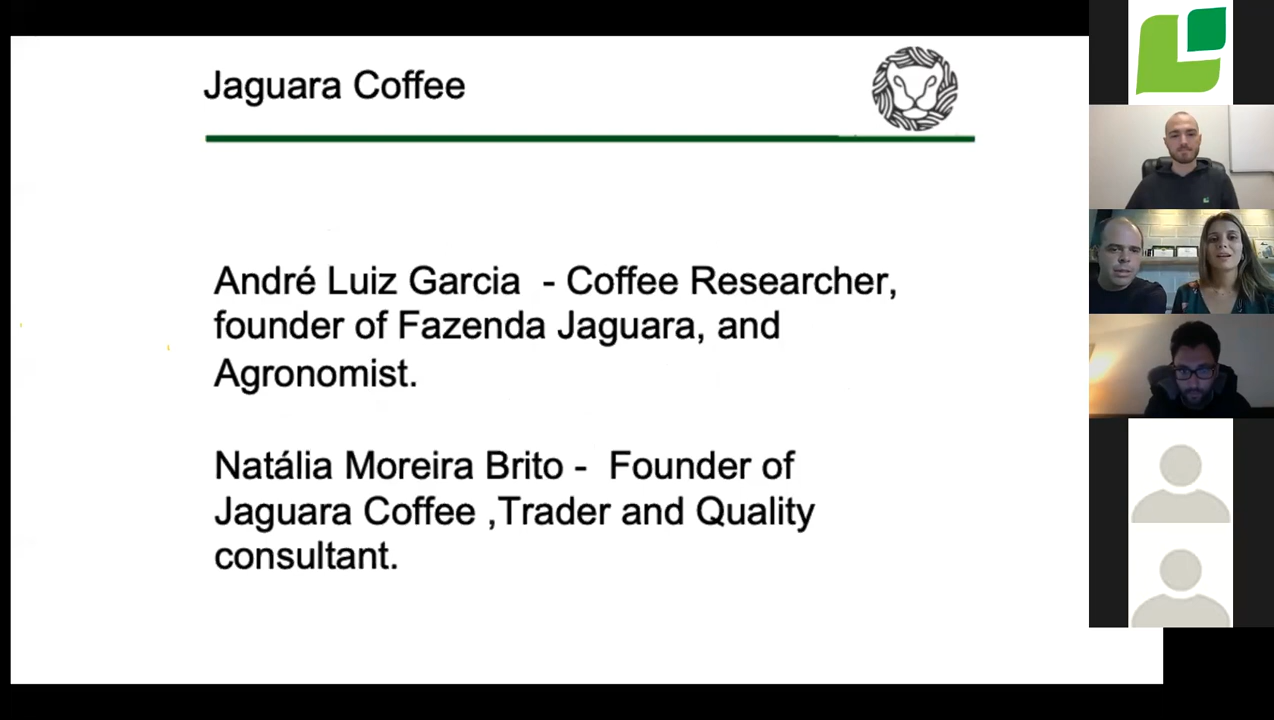 Jaguara Coffee
André Luiz Garcia - Coffee Researcher,
founder of Fazenda Jaguara, and
Agronomist.
Natália Moreira Brito - Founder of
Jaguara Coffee ,Trader and Quality
consultant.